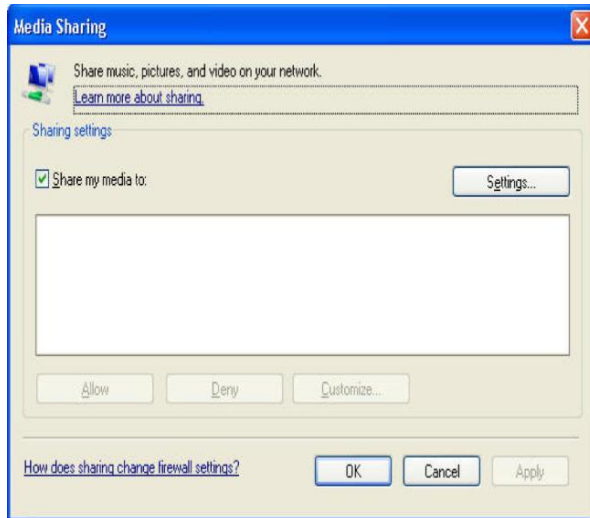 Media Sharing
Share music, pictures, and video on your network.
Learn more about sharing.
Sharing settings
Share my media to:
Settings...
Allow
Deny
Customize...
How does sharing change firewall settings?
OK
Cancel
Apply